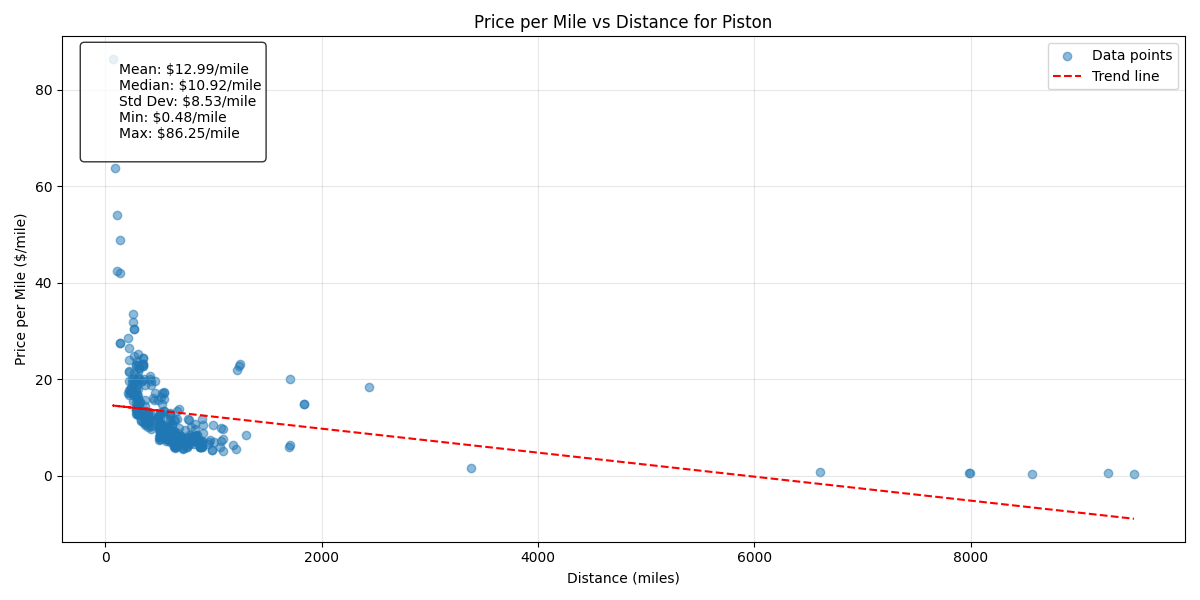 Price per Mile vs Distance for Piston
Mean: $12.99/mile
Median: $10.92/mile
Std Dev: $8.53/mile
Min: $0.48/mile
Max: $86.25/mile
Data points
Trend line
Price per Mile ($/mile)
80
60
40
20
0
0 2000 4000 6000 8000
Distance (miles)